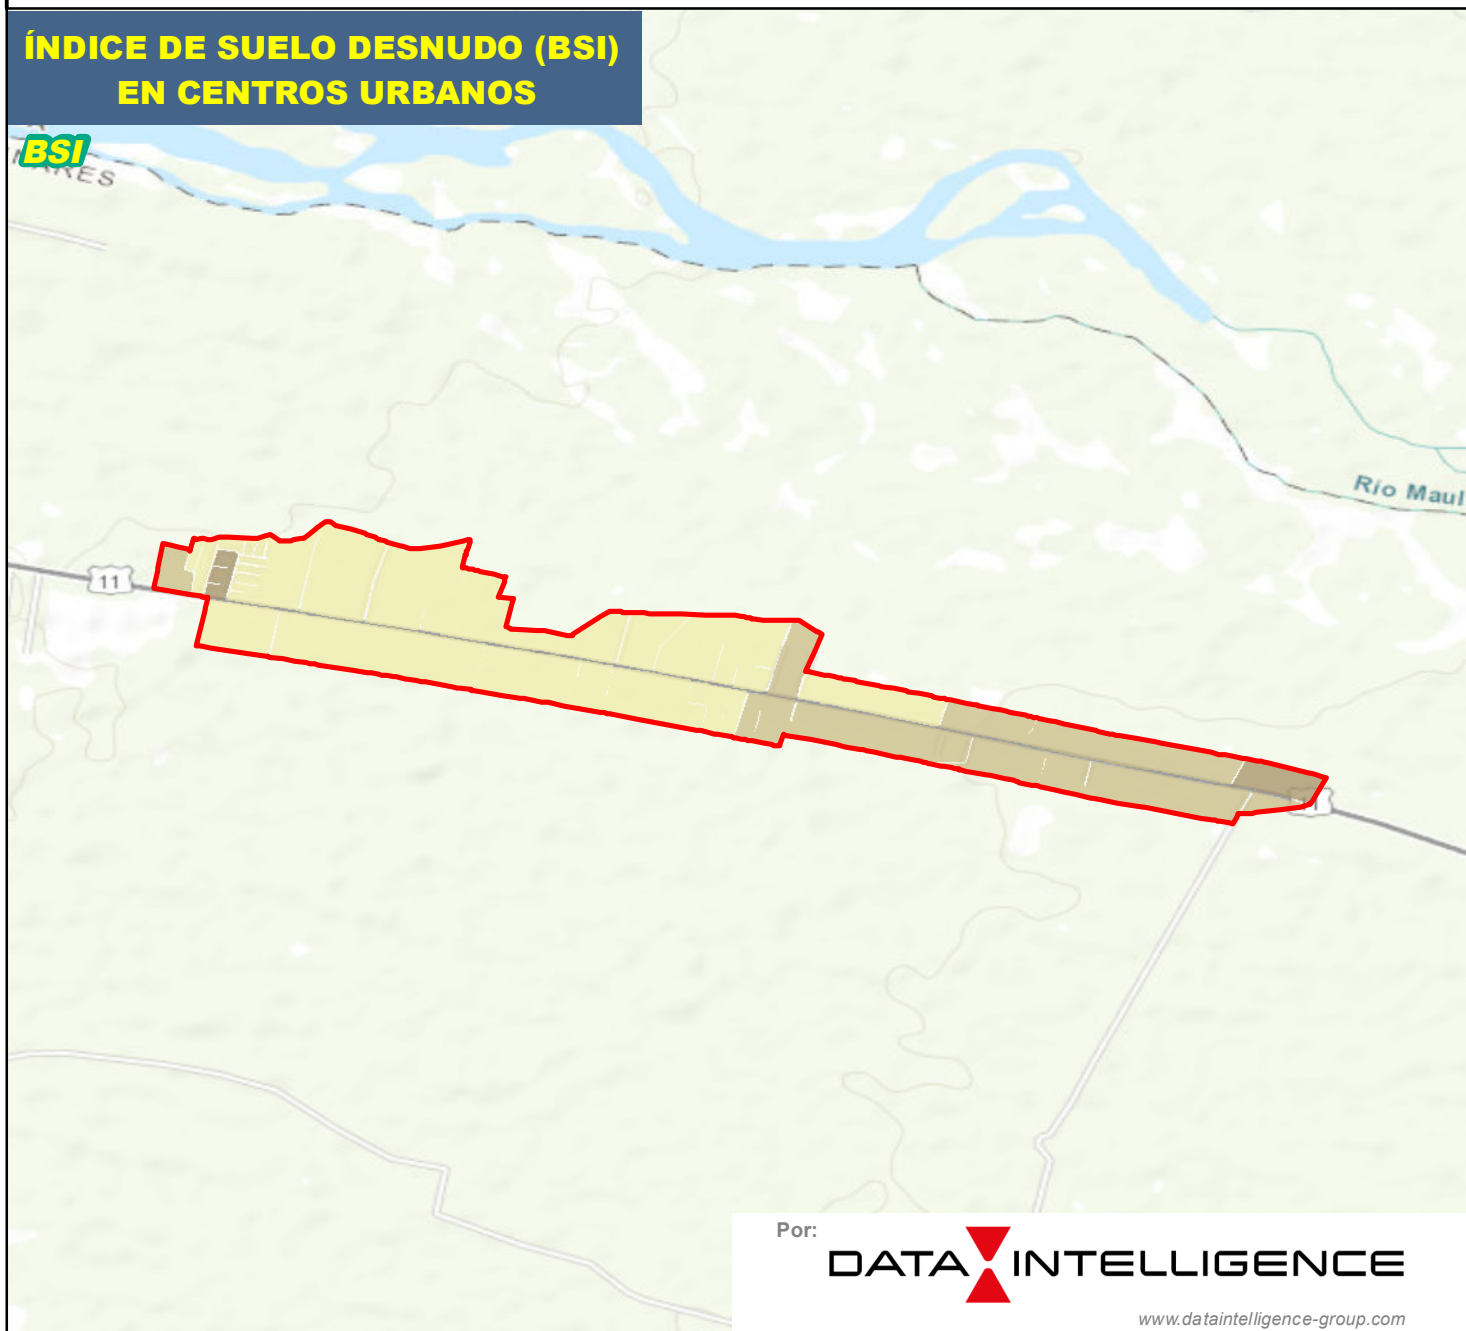 ÍNDICE DE SUELO DESNUDO (BSI)
EN CENTROS URBANOS
BSI
11
Río Maul
11
Por:
DATA INTELLIGENCE
www.dataintelligence-group.com